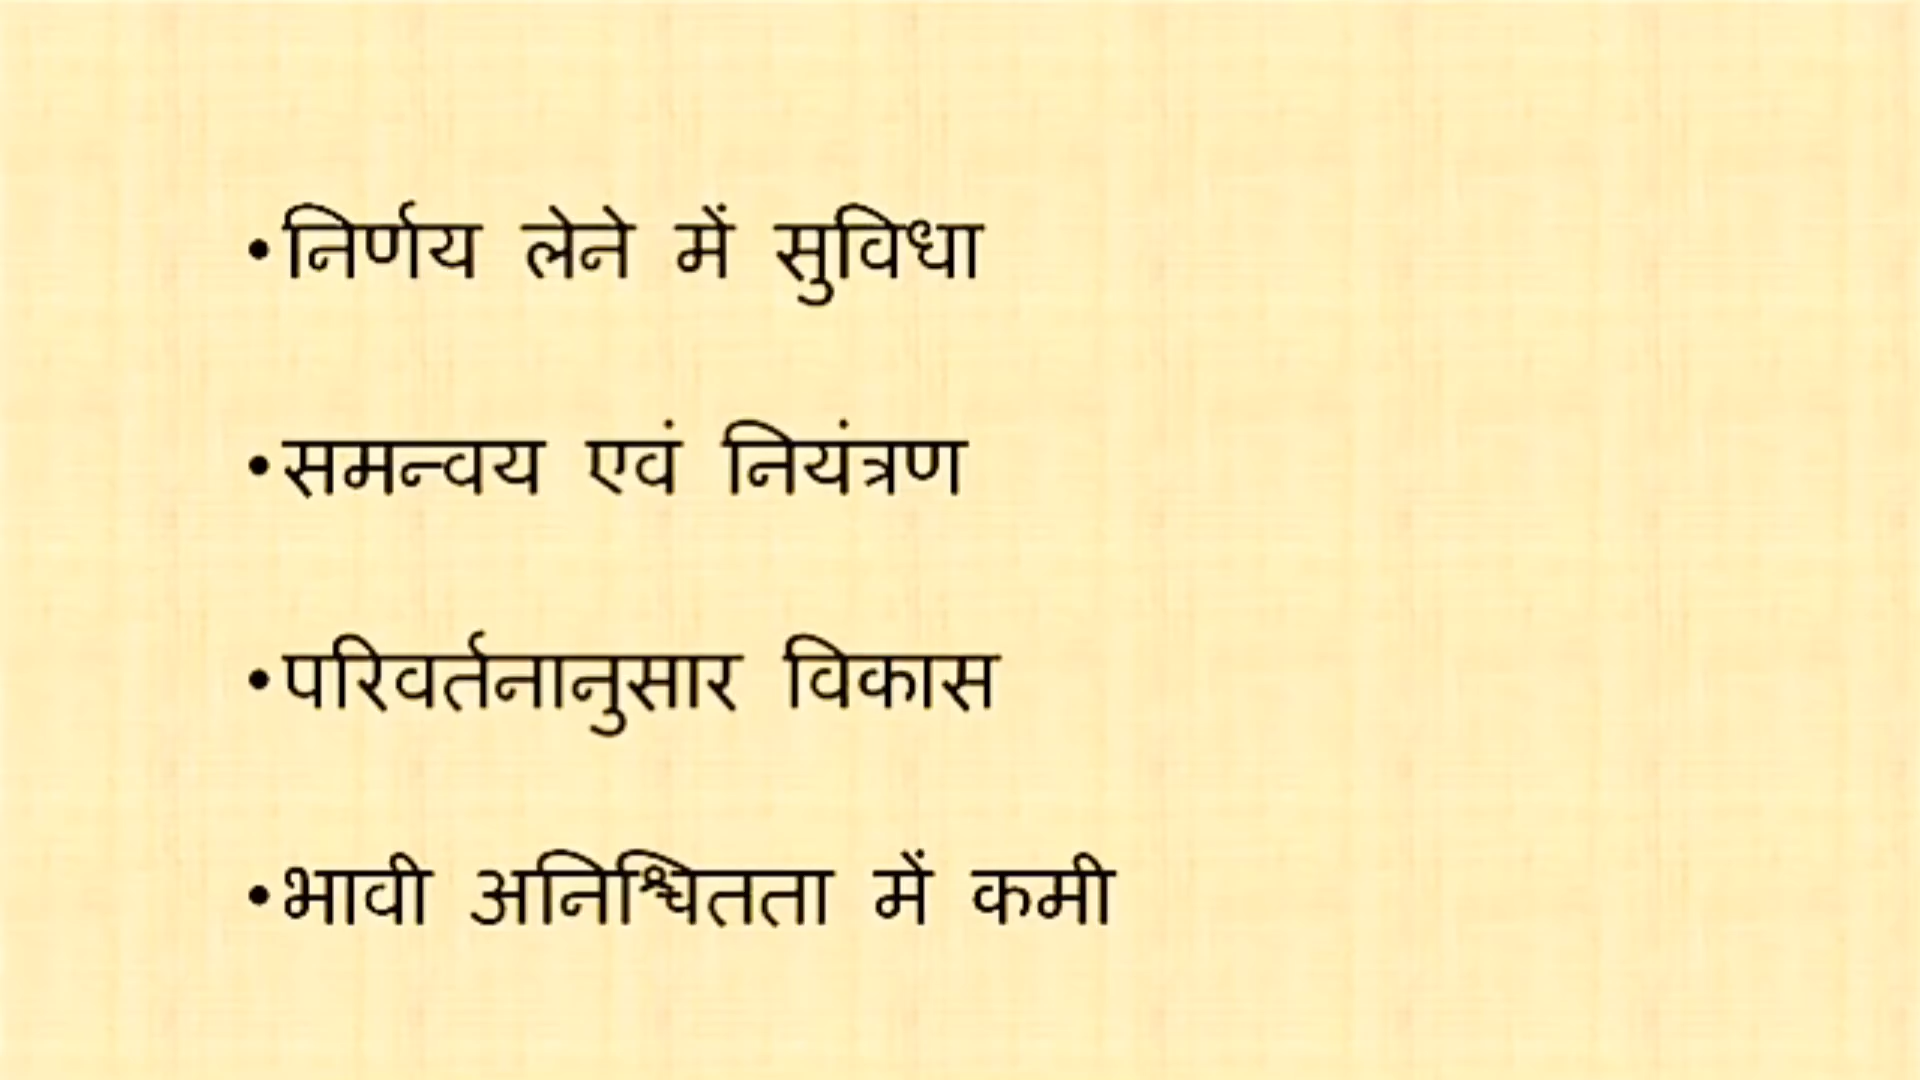 •निर्णय लेने में सुविधा
•समन्वय एवं नियंत्रण
•परिवर्तनानुसार विकास
•भावी अनिश्चितता में कमी